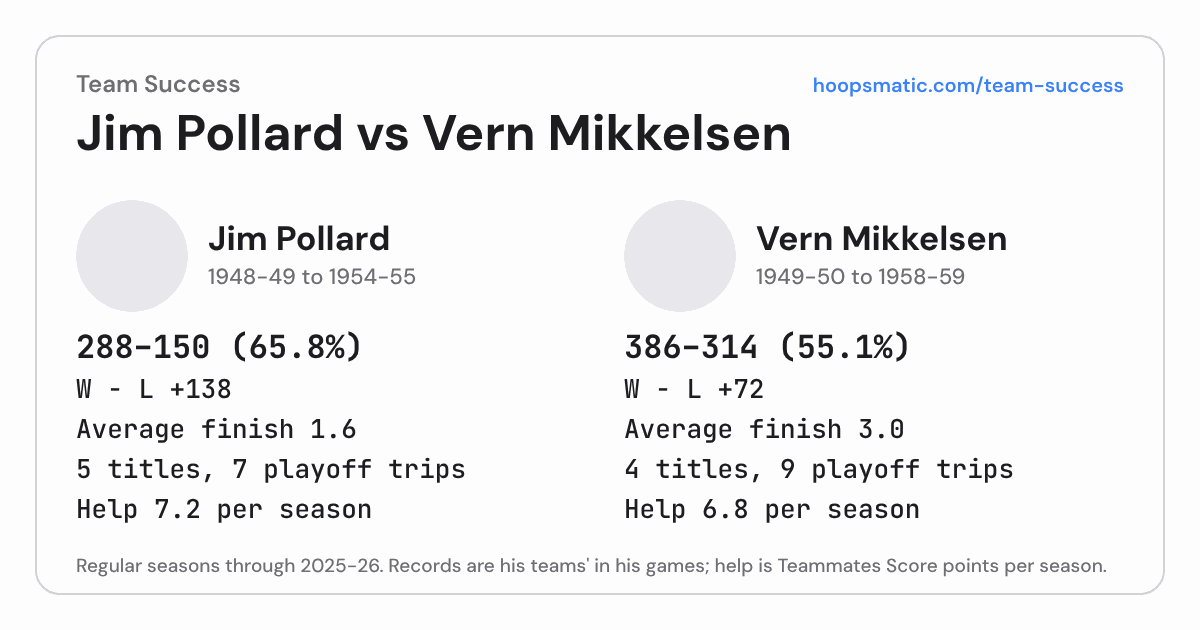 Team Success
hoopsmatic.com/team-success
Jim Pollard vs Vern Mikkelsen
Jim Pollard
1948–49 to 1954–55
288–150 (65.8%)
W - L +138
Average finish 1.6
5 titles, 7 playoff trips
Help 7.2 per season
Vern Mikkelsen
1949–50 to 1958–59
386–314 (55.1%)
W - L +72
Average finish 3.0
4 titles, 9 playoff trips
Help 6.8 per season
Regular seasons through 2025–26. Records are his teams' in his games; help is Teammates Score points per season.